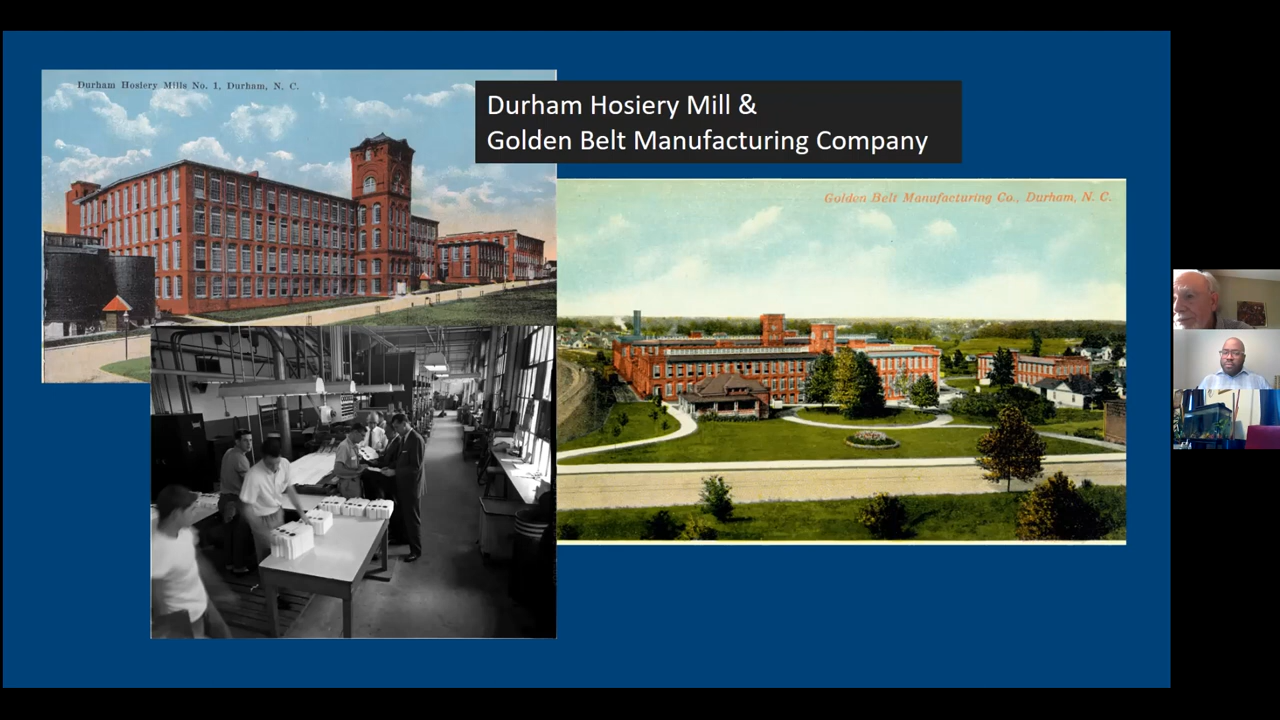 Durham Hosiery Mills No. 1, Durham, N. C.
Durham Hosiery Mill &
Golden Belt Manufacturing Company
Golden Belt Manufacturing Co., Durham, N. C.